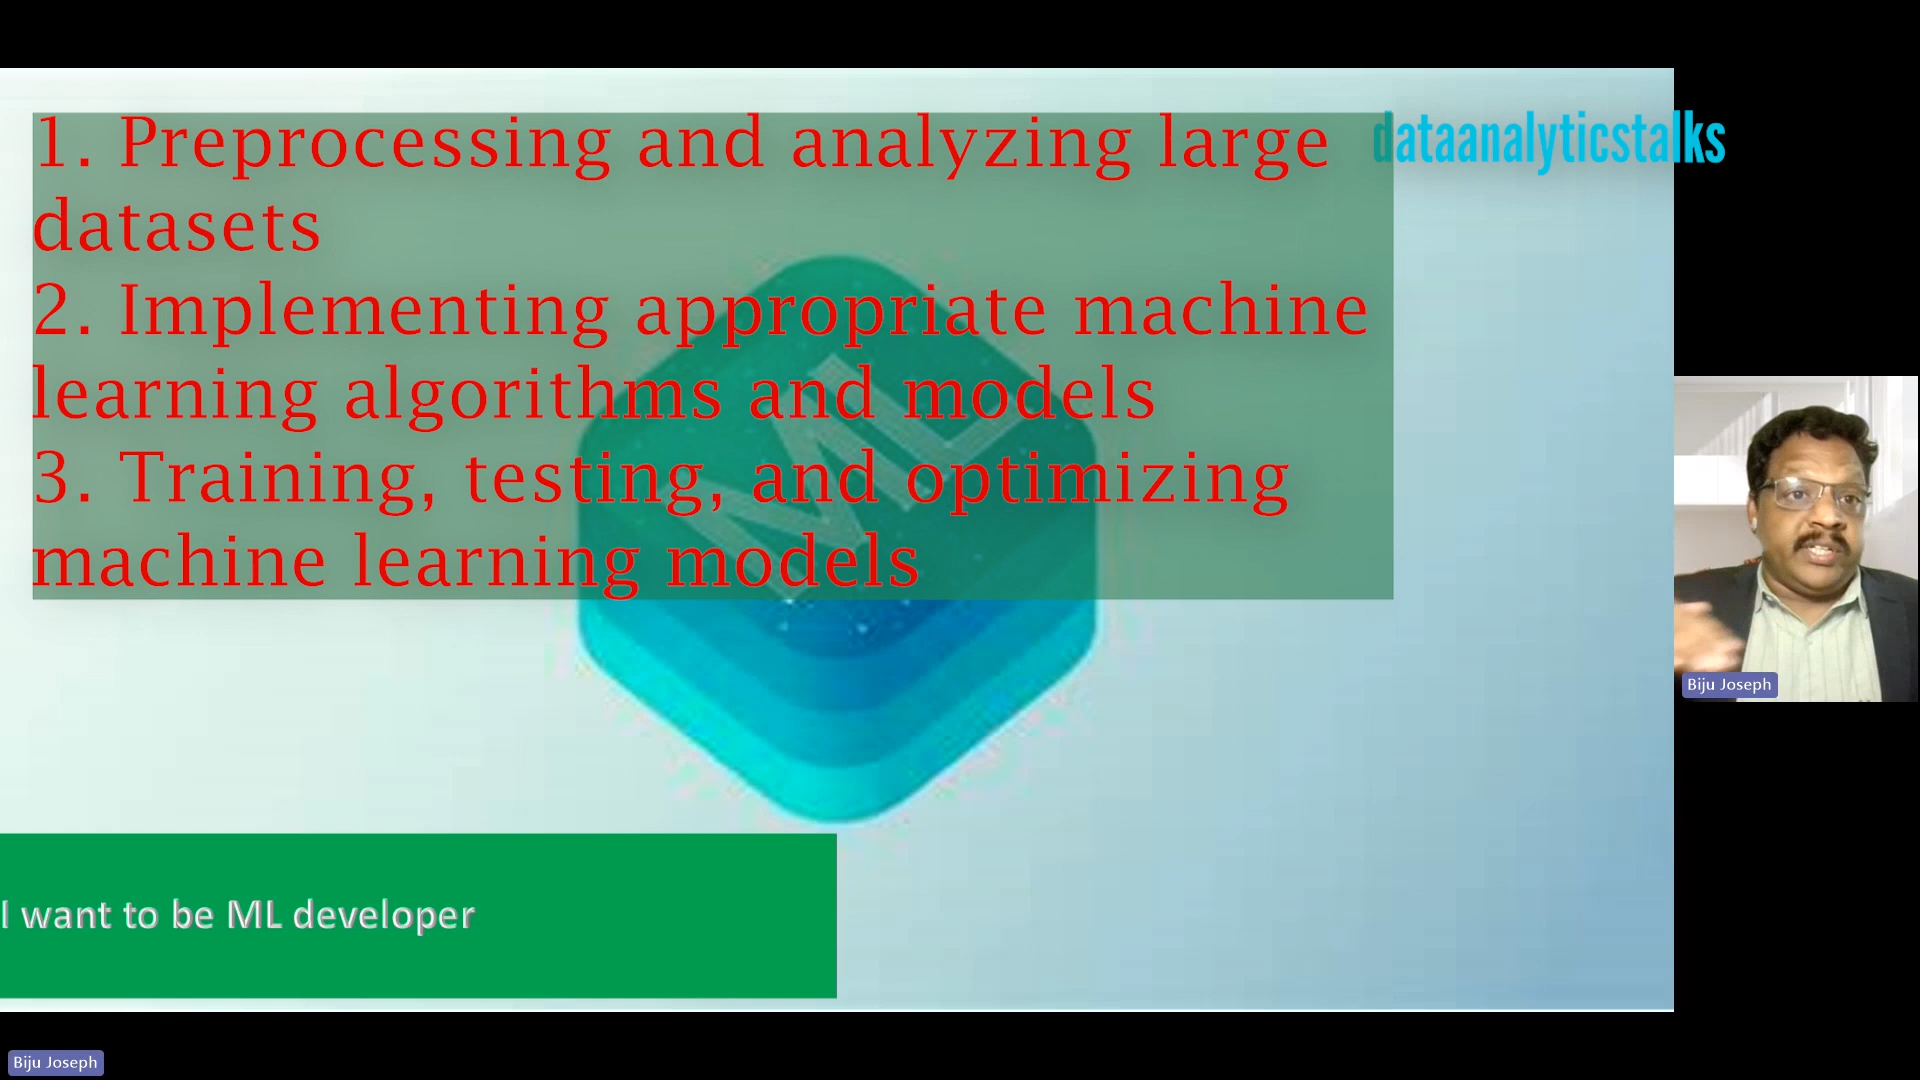 1. Preprocessing and analyzing large
datasets
2. Implementing appropriate machine
learning algorithms and models
3. Training, testing, and optimizing
machine learning models
dataanalyticstalks
ML
I want to be ML developer
Biju Joseph
Biju Joseph